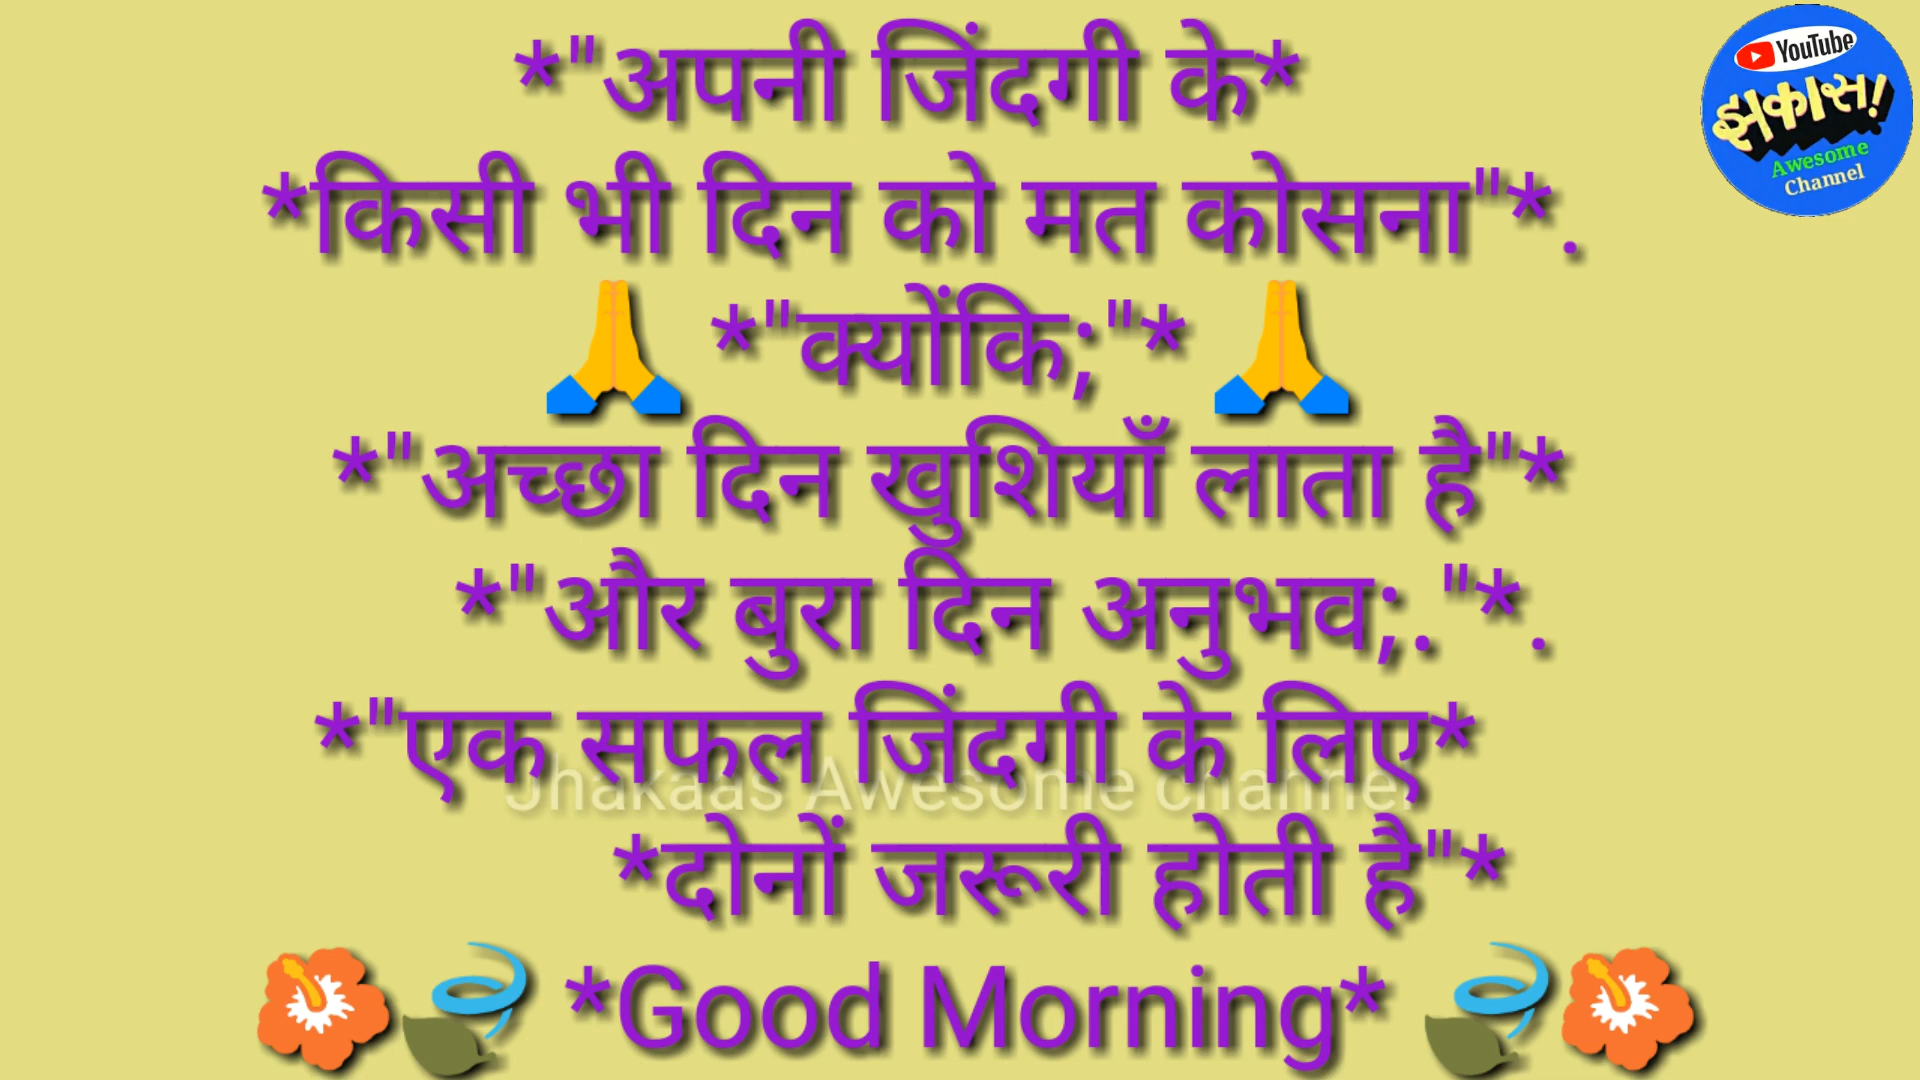 *"अपनी जिंदगी के*
*किसी भी दिन को मत कोसना"*.
🙏 *"क्योंकि;"* 🙏
*"अच्छा दिन खुशियाँ लाता है"*
*"और बुरा दिन अनुभव;."*.
*"एक सफल जिंदगी के लिए*
*दोनों जरूरी होती है"*
🌺🍃 *Good Morning* 🍃🌺
Jhakaas Awesome channel
YouTube
झकास!
Awesome
Channel